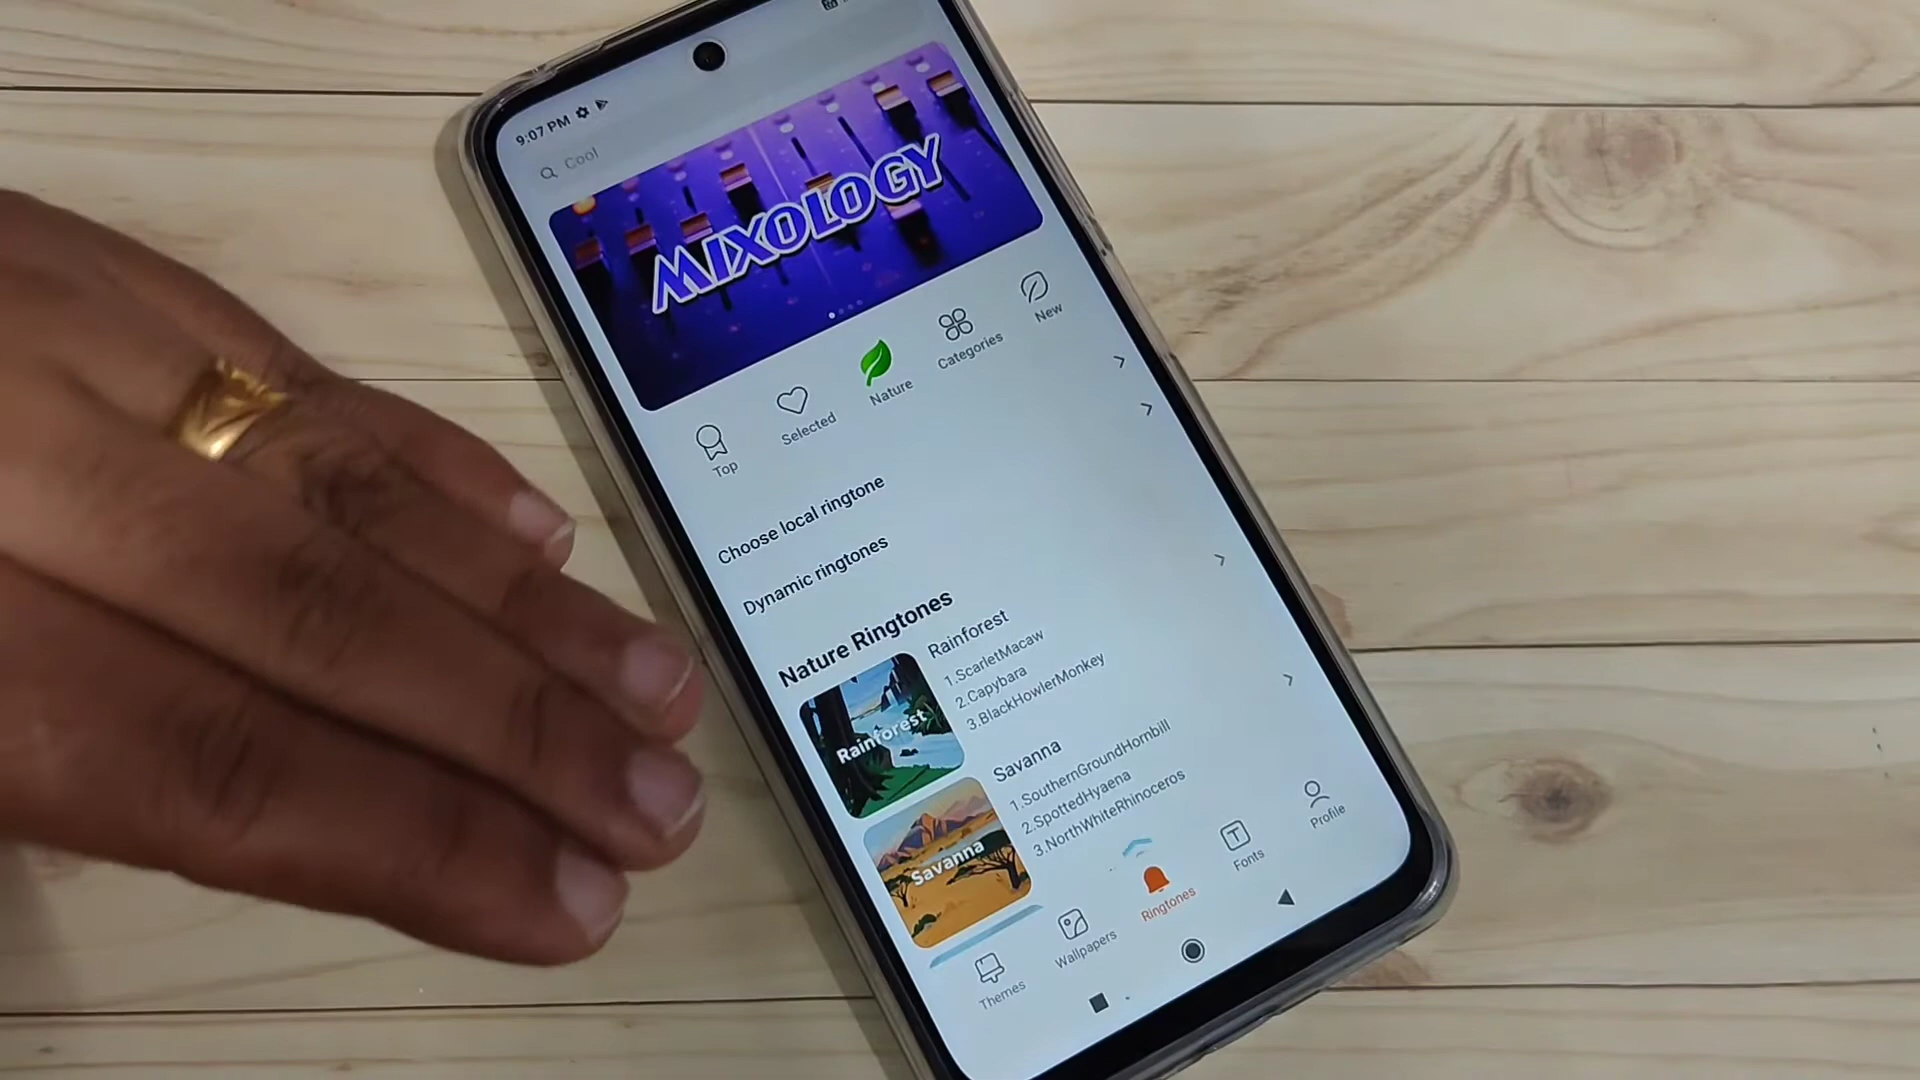 9:07 PM
Cool
MIXOLOGY
Top
Selected
Nature
Categories
New
Choose local ringtone
Dynamic ringtones
Nature Ringtones
Rainforest
Rainforest
1.ScarletMacaw
2.Capybara
3.BlackHowlerMonkey
Savanna
Savanna
1.SouthernGroundHornbill
2.SpottedHyaena
3.NorthWhiteRhinoceros
Themes
Wallpapers
Ringtones
Fonts
Profile